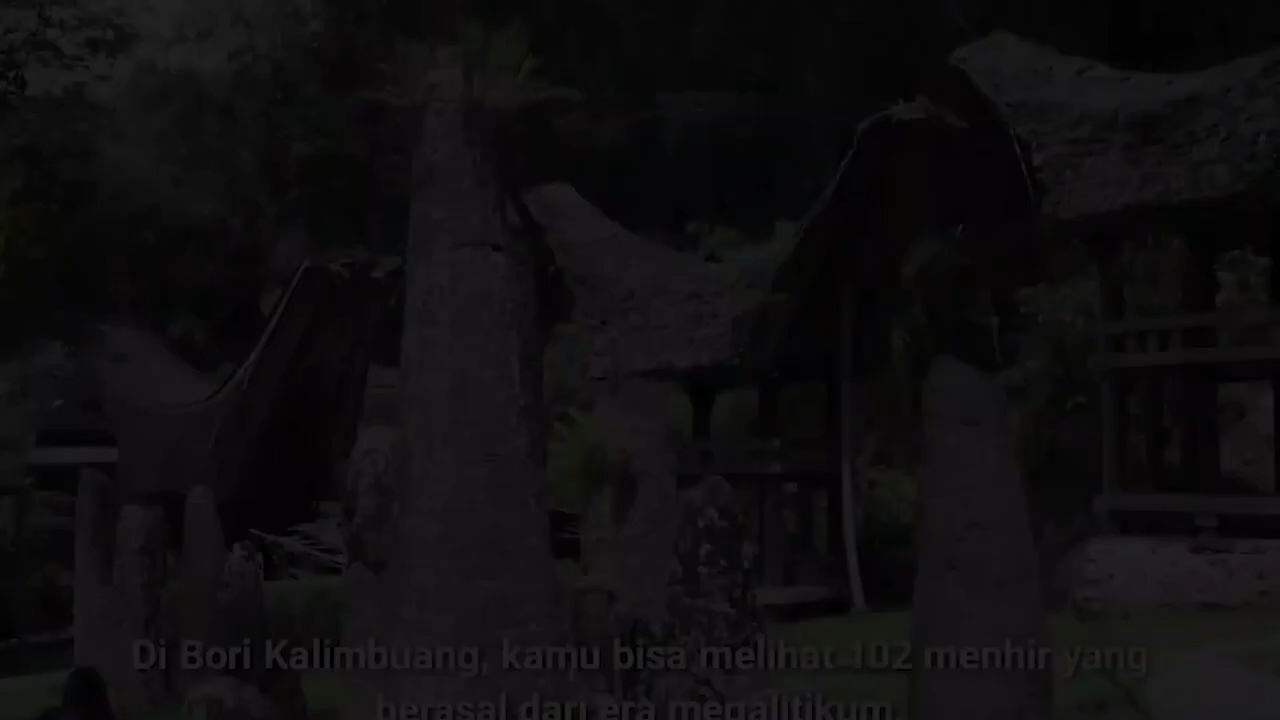 Di Bori Kalimbuang, kamu bisa melihat 102 menhir yang
berasal dari era megalitikum